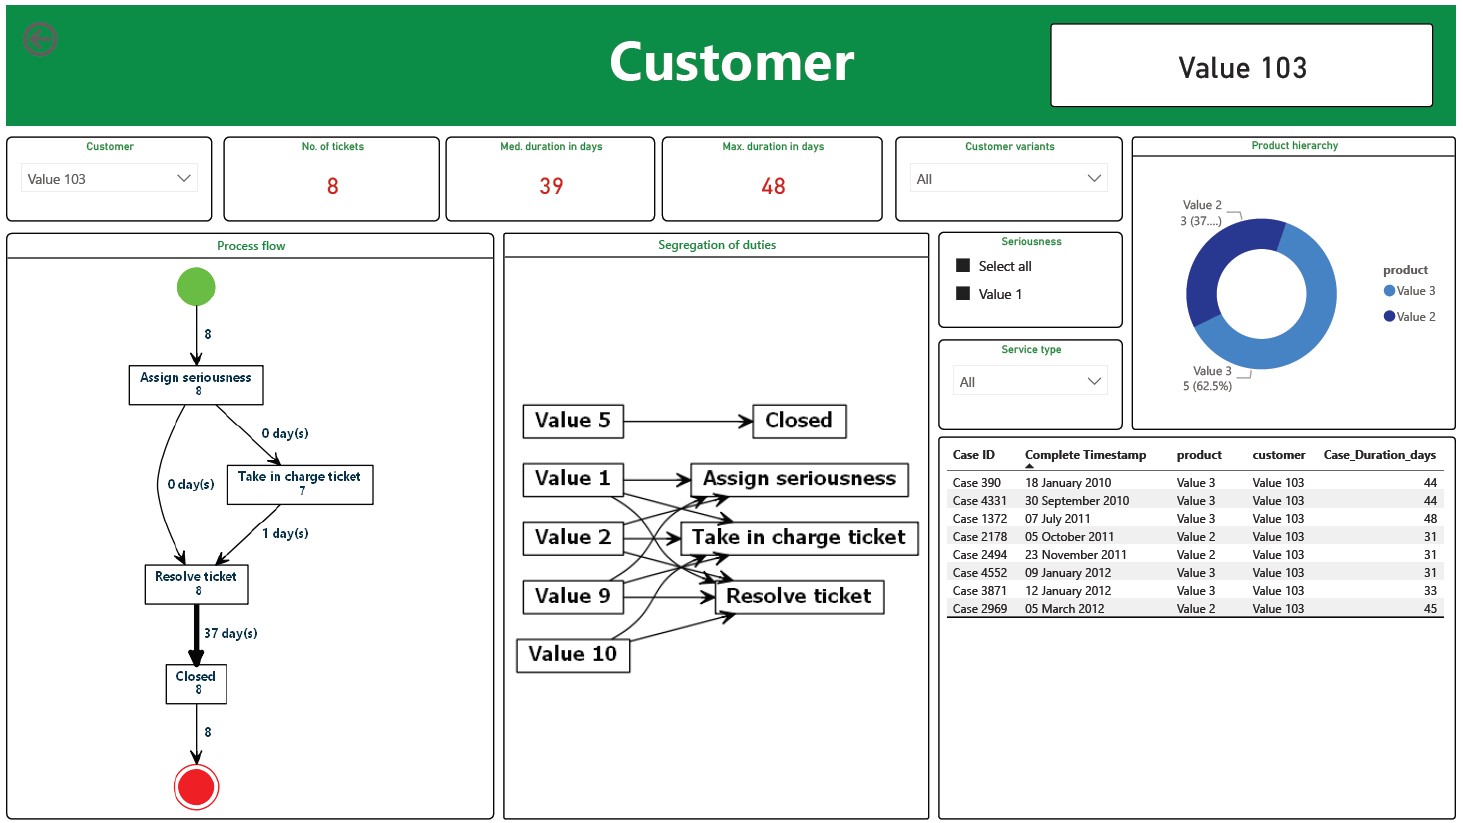 Customer
Value 103
Customer
Value 103
No. of tickets
8
Med. duration in days
39
Max. duration in days
48
Customer variants
All
Product hierarchy
Value 2
3 (37....)
Value 3
5 (62.5%)
product
Value 3
Value 2
Process flow
8
Assign seriousness
8
0 day(s)
0 day(s)
Take in charge ticket
7
1 day(s)
Resolve ticket
8
37 day(s)
Closed
8
8
Segregation of duties
Value 5
Closed
Value 1
Assign seriousness
Value 2
Take in charge ticket
Value 9
Resolve ticket
Value 10
Seriousness
Select all
Value 1
Service type
All
Case ID Complete Timestamp product customer Case_Duration_days
Case 390 18 January 2010 Value 3 Value 103 44
Case 4331 30 September 2010 Value 3 Value 103 44
Case 1372 07 July 2011 Value 3 Value 103 48
Case 2178 05 October 2011 Value 2 Value 103 31
Case 2494 23 November 2011 Value 2 Value 103 31
Case 4552 09 January 2012 Value 3 Value 103 31
Case 3871 12 January 2012 Value 3 Value 103 33
Case 2969 05 March 2012 Value 2 Value 103 45